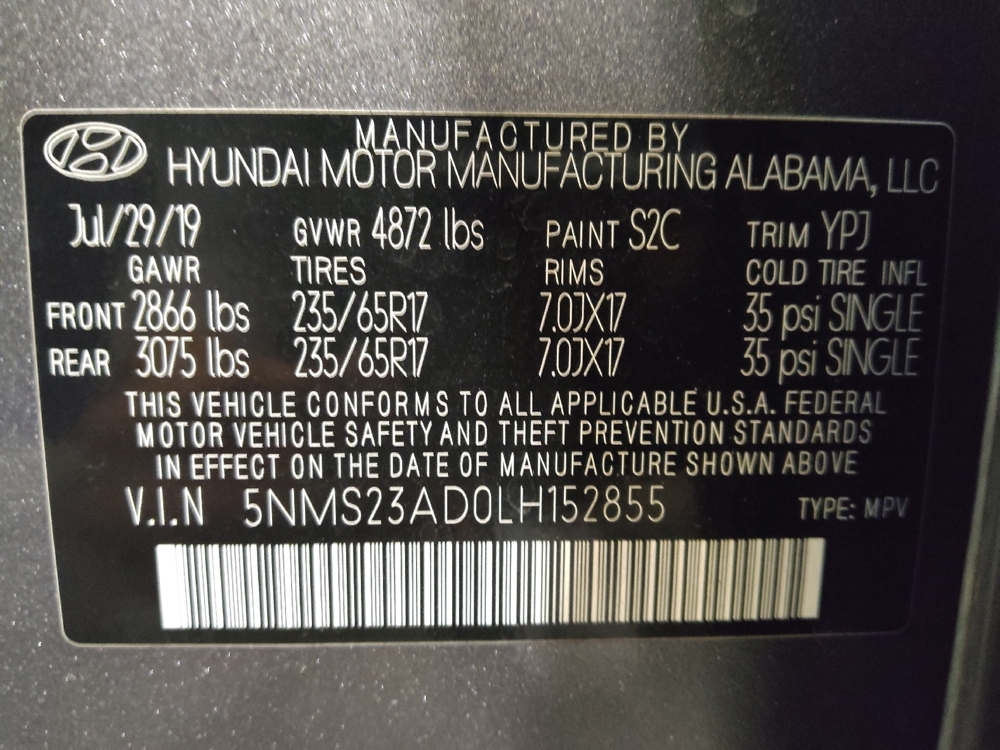 MANUFACTURED BY
HYUNDAI MOTOR MANUFACTURING ALABAMA, LLC
Jul/29/19 GVWR 4872 lbs PAINT S2C TRIM YPJ
GAWR TIRES RIMS COLD TIRE INFL
FRONT 2866 lbs 235/65R17 7.0JX17 35 psi SINGLE
REAR 3075 lbs 235/65R17 7.0JX17 35 psi SINGLE
THIS VEHICLE CONFORMS TO ALL APPLICABLE U.S.A. FEDERAL
MOTOR VEHICLE SAFETY AND THEFT PREVENTION STANDARDS
IN EFFECT ON THE DATE OF MANUFACTURE SHOWN ABOVE
V.I.N 5NMS23AD0LH152855 TYPE: MPV